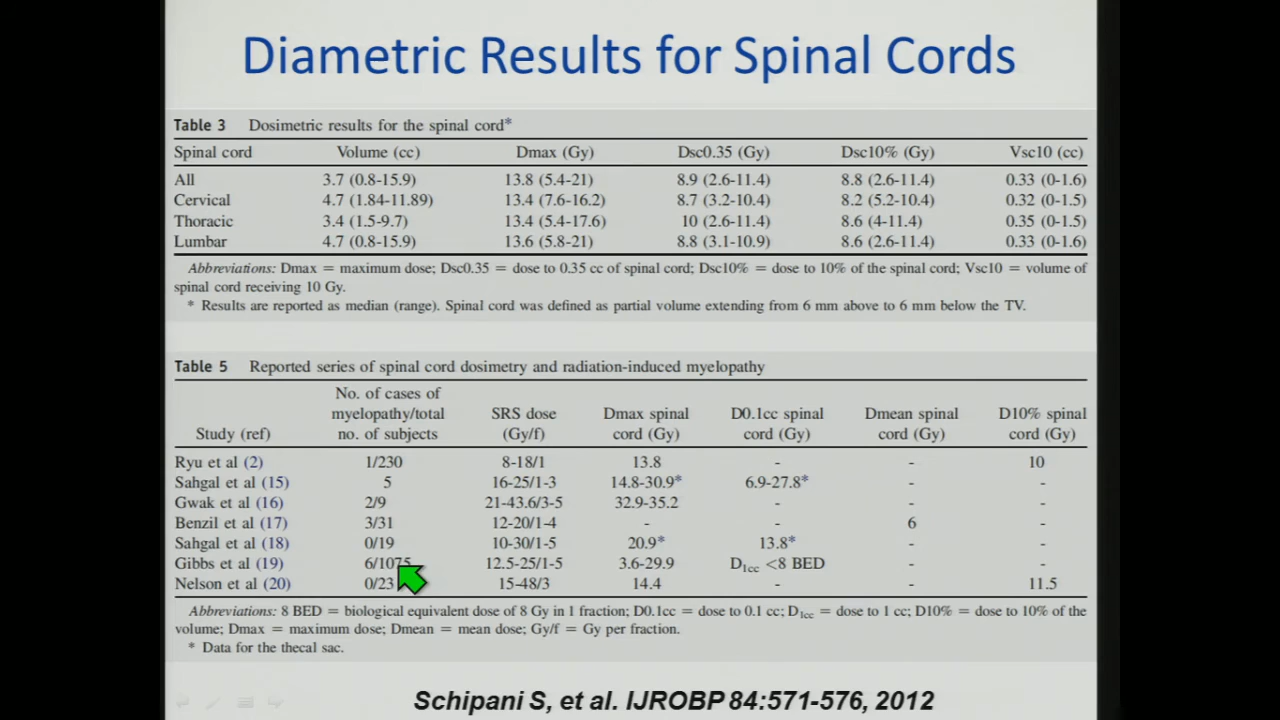 Diametric Results for Spinal Cords
Table 3 Dosimetric results for the spinal cord*
Spinal cord Volume (cc) Dmax (Gy) Dsc0.35 (Gy) Dsc10% (Gy) Vsc10 (cc)
All 3.7 (0.8-15.9) 13.8 (5.4-21) 8.9 (2.6-11.4) 8.8 (2.6-11.4) 0.33 (0-1.6)
Cervical 4.7 (1.84-11.89) 13.4 (7.6-16.2) 8.7 (3.2-10.4) 8.2 (5.2-10.4) 0.32 (0-1.5)
Thoracic 3.4 (1.5-9.7) 13.4 (5.4-17.6) 10 (2.6-11.4) 8.6 (4-11.4) 0.35 (0-1.5)
Lumbar 4.7 (0.8-15.9) 13.6 (5.8-21) 8.8 (3.1-10.9) 8.6 (2.6-11.4) 0.33 (0-1.6)
Abbreviations: Dmax = maximum dose; Dsc0.35 = dose to 0.35 cc of spinal cord; Dsc10% = dose to 10% of the spinal cord; Vsc10 = volume of
spinal cord receiving 10 Gy.
* Results are reported as median (range). Spinal cord was defined as partial volume extending from 6 mm above to 6 mm below the TV.
Table 5 Reported series of spinal cord dosimetry and radiation-induced myelopathy
No. of cases of
myelopathy/total SRS dose Dmax spinal D0.1cc spinal Dmean spinal D10% spinal
Study (ref) no. of subjects (Gy/f) cord (Gy) cord (Gy) cord (Gy) cord (Gy)
Ryu et al (2) 1/230 8-18/1 13.8 - - 10
Sahgal et al (15) 5 16-25/1-3 14.8-30.9* 6.9-27.8* - -
Gwak et al (16) 2/9 21-43.6/3-5 32.9-35.2 - - -
Benzil et al (17) 3/31 12-20/1-4 - - 6 -
Sahgal et al (18) 0/19 10-30/1-5 20.9* 13.8* - -
Gibbs et al (19) 6/1075 12.5-25/1-5 3.6-29.9 D1cc <8 BED - -
Nelson et al (20) 0/23 15-48/3 14.4 - - 11.5
Abbreviations: 8 BED = biological equivalent dose of 8 Gy in 1 fraction; D0.1cc = dose to 0.1 cc; D1cc = dose to 1 cc; D10% = dose to 10% of the
volume; Dmax = maximum dose; Dmean = mean dose; Gy/f = Gy per fraction.
* Data for the thecal sac.
Schipani S, et al. IJROBP 84:571-576, 2012